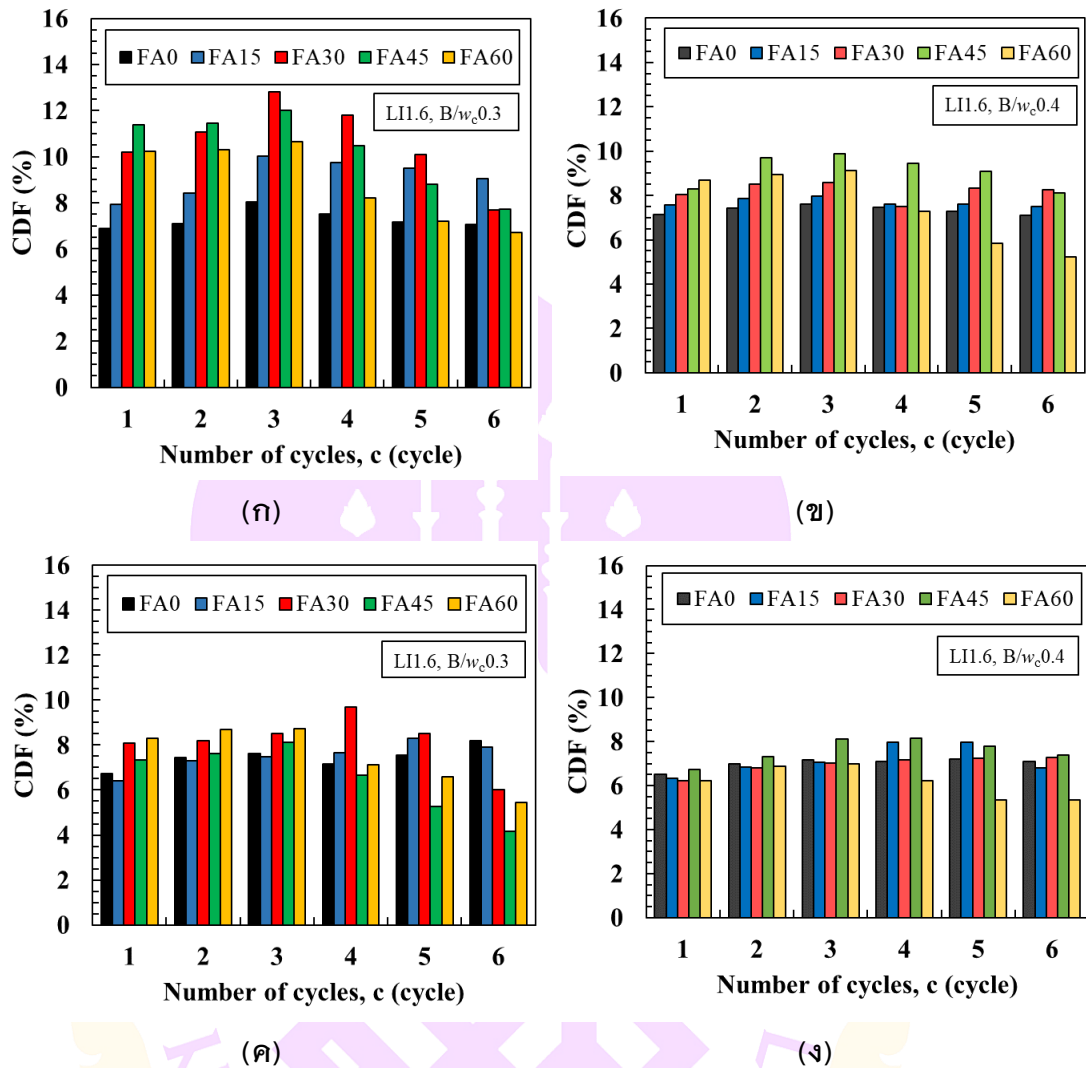 16
14
12
10
8
6
4
2
0
CDF (%)
FA0 FA15 FA30 FA45 FA60
LI1.6, B/wc0.3
1 2 3 4 5 6
Number of cycles, c (cycle)
(ก)
16
14
12
10
8
6
4
2
0
CDF (%)
FA0 FA15 FA30 FA45 FA60
LI1.6, B/wc0.4
1 2 3 4 5 6
Number of cycles, c (cycle)
(ข)
16
14
12
10
8
6
4
2
0
CDF (%)
FA0 FA15 FA30 FA45 FA60
LI1.6, B/wc0.3
1 2 3 4 5 6
Number of cycles, c (cycle)
(ค)
16
14
12
10
8
6
4
2
0
CDF (%)
FA0 FA15 FA30 FA45 FA60
LI1.6, B/wc0.4
1 2 3 4 5 6
Number of cycles, c (cycle)
(ง)